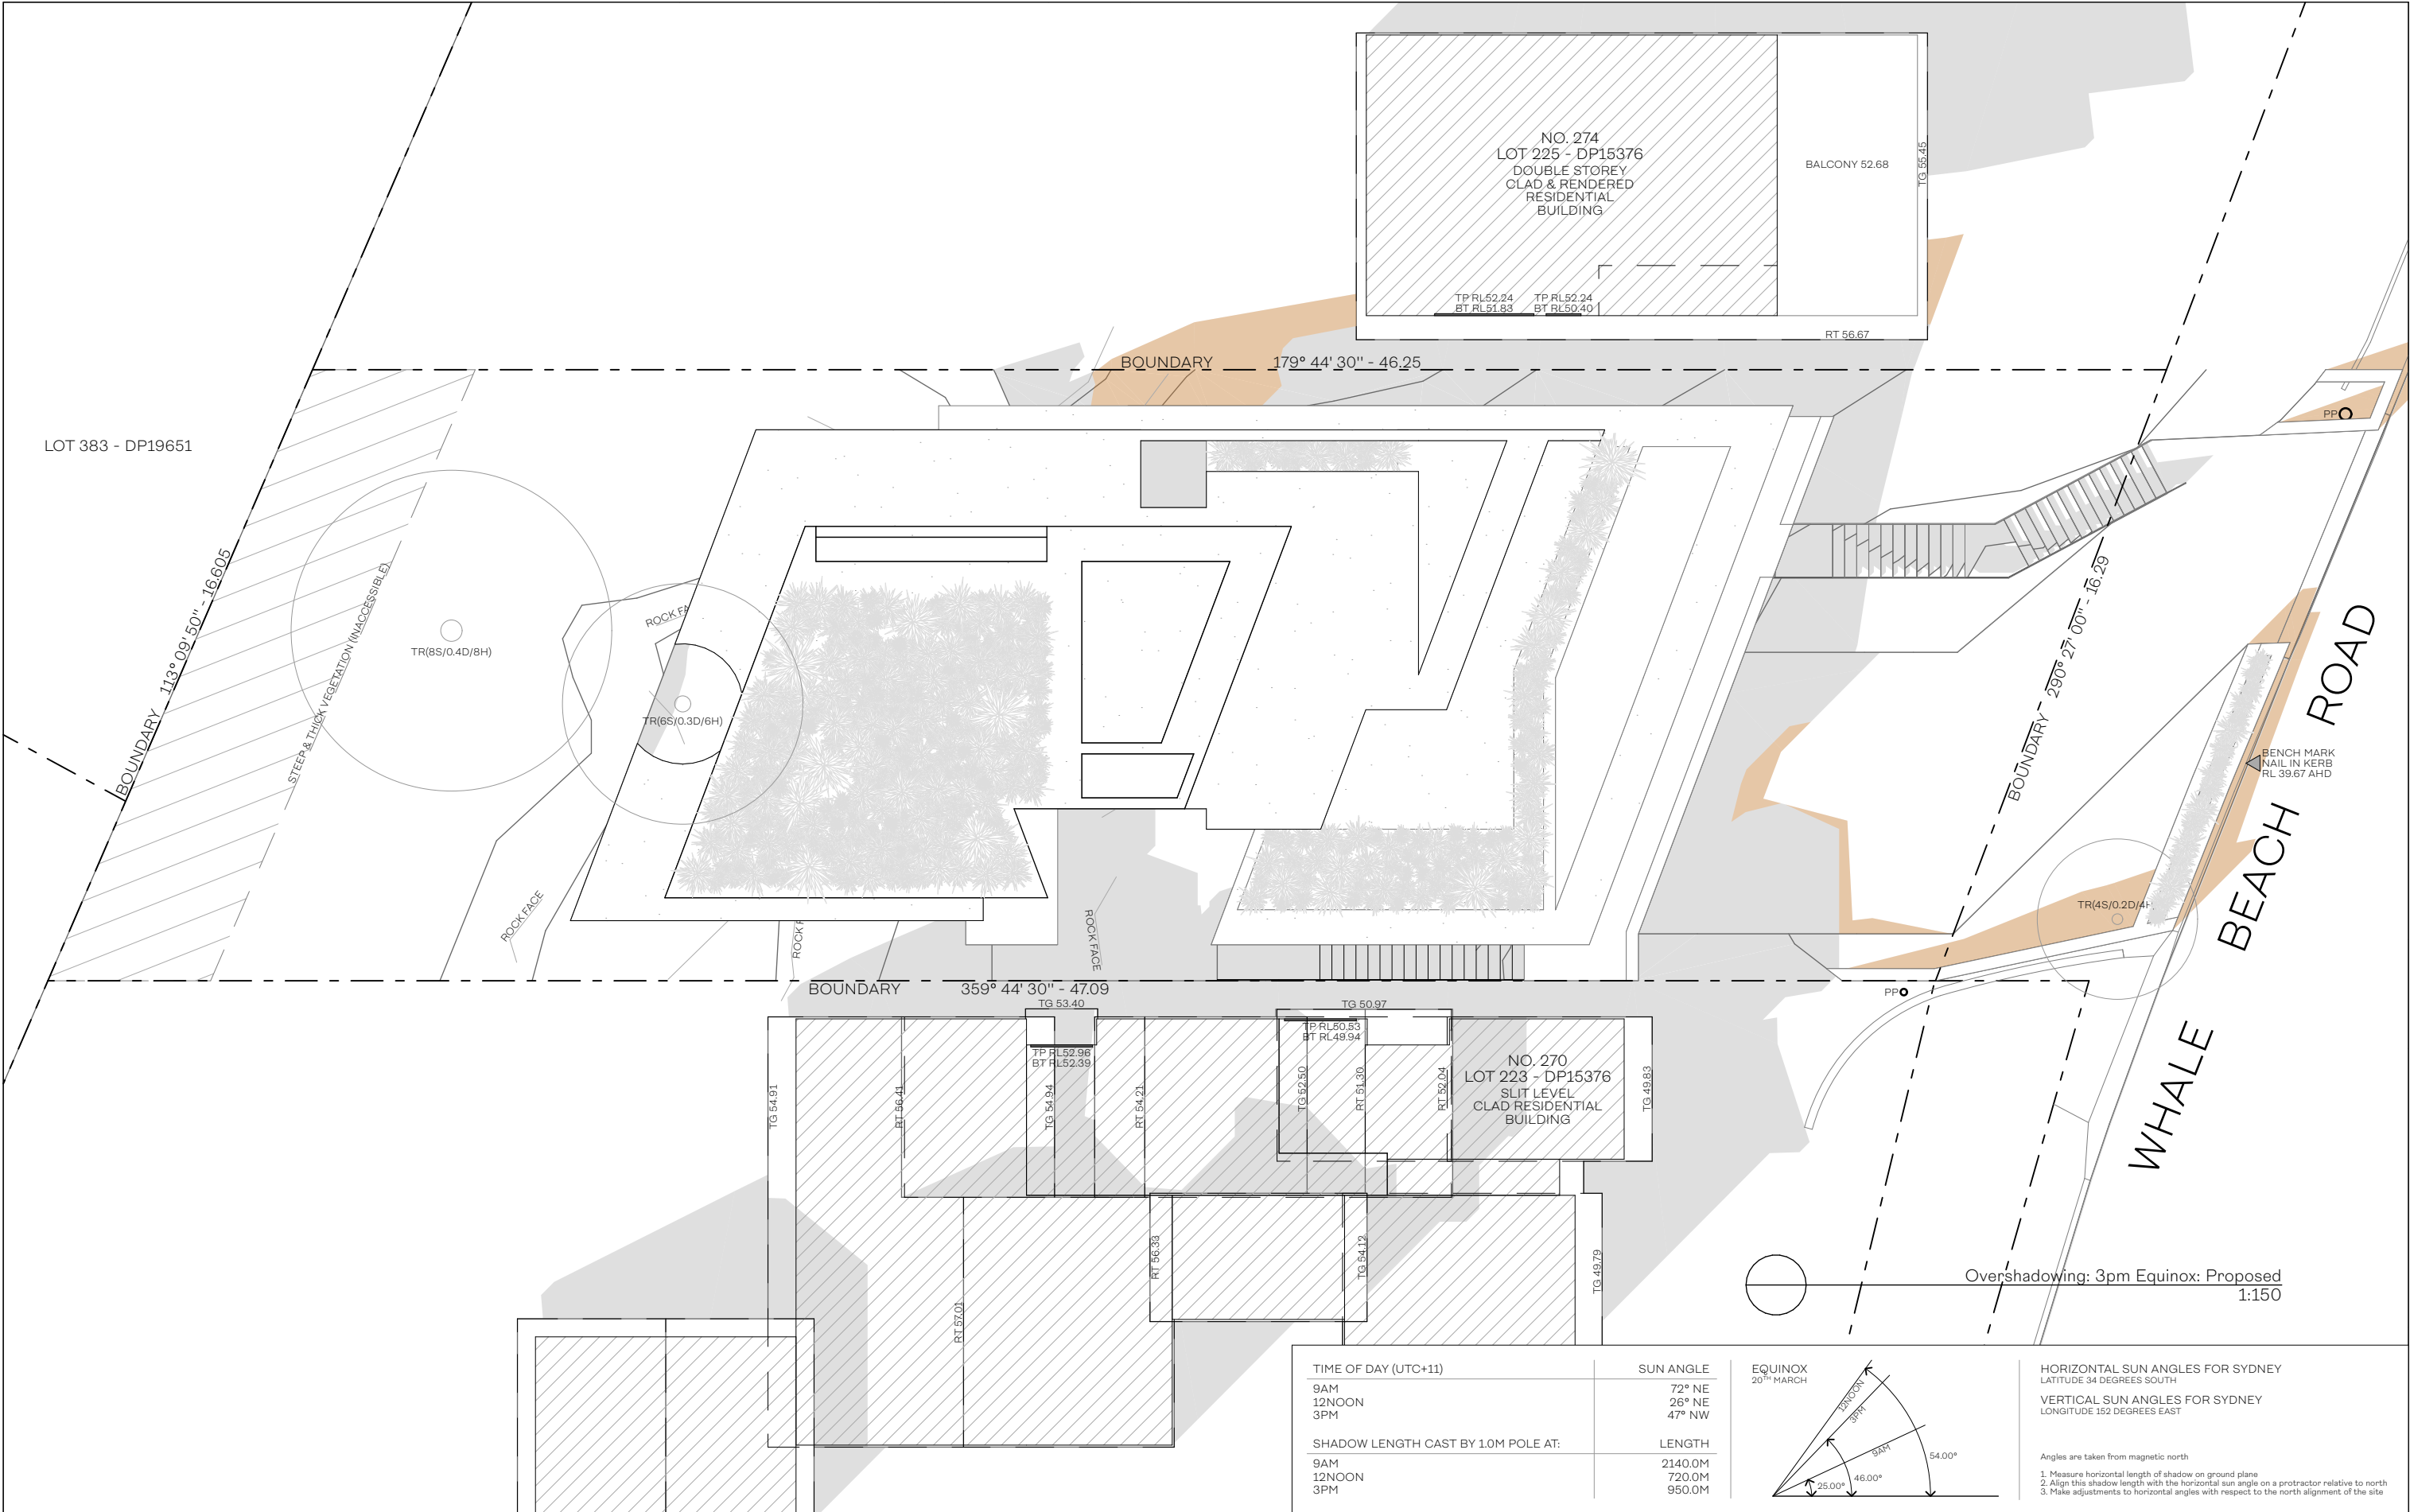 NO. 274
LOT 225 - DP15376
DOUBLE STOREY
CLAD & RENDERED
RESIDENTIAL
BUILDING
BALCONY 52.68
TG 55.45
TP RL52.24
BT RL51.83
TP RL52.24
BT RL50.40
RT 56.67
BOUNDARY 179° 44' 30'' - 46.25
LOT 383 - DP19651
PP
BOUNDARY 113° 09' 50'' - 16.605
STEEP & THICK VEGETATION (INACCESSIBLE)
TR(8S/0.4D/8H)
ROCK FA
TR(6S/0.3D/6H)
BOUNDARY 290° 27' 00'' - 16.29
BENCH MARK
NAIL IN KERB
RL 39.67 AHD
WHALE BEACH ROAD
TR(4S/0.2D/4H
ROCK FACE
ROCK F
ROCK FACE
BOUNDARY 359° 44' 30'' - 47.09
PP
TG 53.40
TG 50.97
TP RL52.96
BT RL52.39
TP RL50.53
BT RL49.94
NO. 270
LOT 223 - DP15376
SLIT LEVEL
CLAD RESIDENTIAL
BUILDING
TG 54.91
RT 56.41
TG 54.94
RT 54.21
TG 52.50
RT 51.30
RT 52.04
TG 49.83
RT 56.33
TG 54.12
TG 49.79
RT 57.01
Overshadowing: 3pm Equinox: Proposed
1:150
TIME OF DAY (UTC+11) SUN ANGLE
9AM 72° NE
12NOON 26° NE
3PM 47° NW
SHADOW LENGTH CAST BY 1.0M POLE AT: LENGTH
9AM 2140.0M
12NOON 720.0M
3PM 950.0M
EQUINOX
20TH MARCH
12NOON
3PM
9AM
25.00°
46.00°
54.00°
HORIZONTAL SUN ANGLES FOR SYDNEY
LATITUDE 34 DEGREES SOUTH
VERTICAL SUN ANGLES FOR SYDNEY
LONGITUDE 152 DEGREES EAST
Angles are taken from magnetic north
1. Measure horizontal length of shadow on ground plane
2. Align this shadow length with the horizontal sun angle on a protractor relative to north
3. Make adjustments to horizontal angles with respect to the north alignment of the site